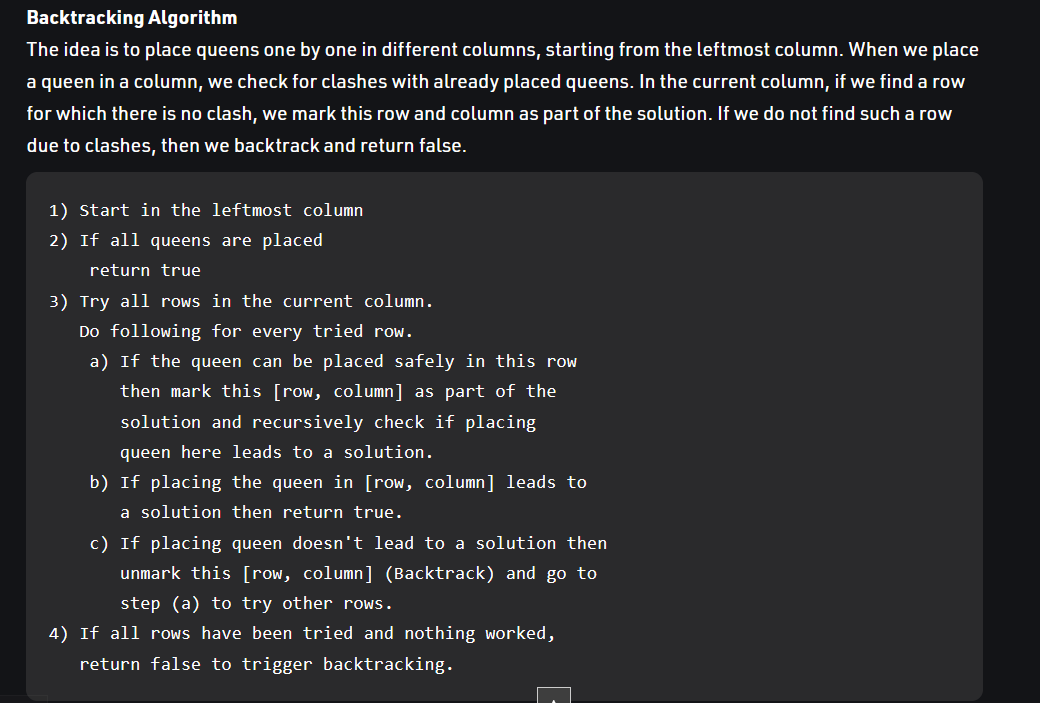 Backtracking Algorithm
The idea is to place queens one by one in different columns, starting from the leftmost column. When we place
a queen in a column, we check for clashes with already placed queens. In the current column, if we find a row
for which there is no clash, we mark this row and column as part of the solution. If we do not find such a row
due to clashes, then we backtrack and return false.
1) Start in the leftmost column
2) If all queens are placed
return true
3) Try all rows in the current column.
Do following for every tried row.
a) If the queen can be placed safely in this row
then mark this [row, column] as part of the
solution and recursively check if placing
queen here leads to a solution.
b) If placing the queen in [row, column] leads to
a solution then return true.
c) If placing queen doesn't lead to a solution then
unmark this [row, column] (Backtrack) and go to
step (a) to try other rows.
4) If all rows have been tried and nothing worked,
return false to trigger backtracking.